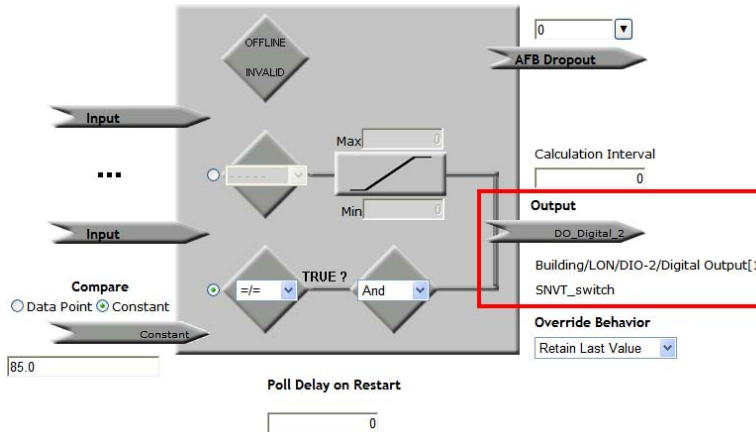 OFFLINE
INVALID
0
AFB Dropout
Input
...
Max 0
Calculation Interval
0
Min 0
Output
Input
DO_Digital_2
Building/LON/DIO-2/Digital Output[
SNVT_switch
Compare
Data Point Constant
=/=
TRUE ?
And
Constant
Override Behavior
Retain Last Value
85.0
Poll Delay on Restart
0